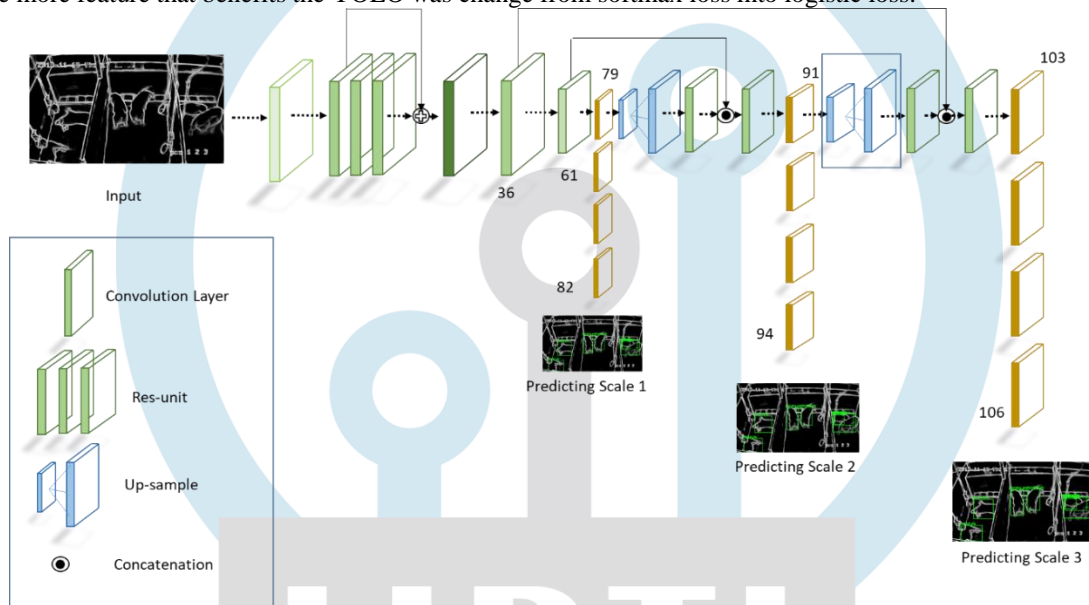 more feature that benefits the YOLO was change from softmax loss into logistic loss.
103
79
91
61
Input
36
82
Convolution Layer
94
Predicting Scale 1
Res-unit
106
Predicting Scale 2
Up-sample
Predicting Scale 3
Concatenation